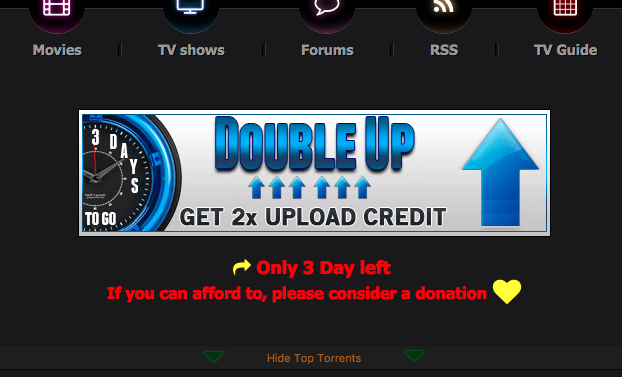 Movies TV shows Forums RSS TV Guide
3 DAYS TO GO
DOUBLE UP
GET 2x UPLOAD CREDIT
Only 3 Day left
If you can afford to, please consider a donation
Hide Top Torrents